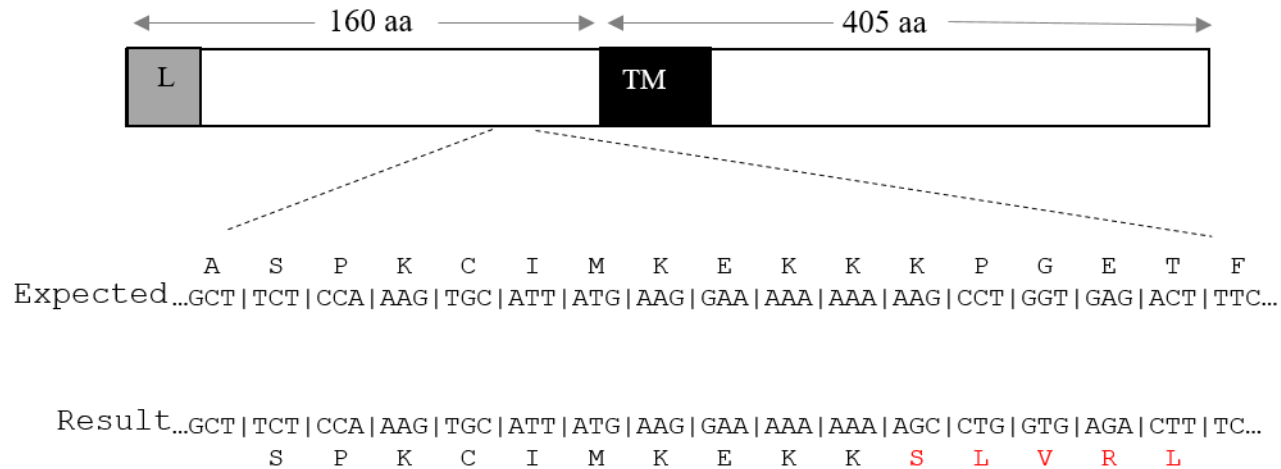 160 aa 405 aa
L TM
A S P K C I M K E K K K P G E T F
Expected…GCT|TCT|CCA|AAG|TGC|ATT|ATG|AAG|GAA|AAA|AAA|AAG|CCT|GGT|GAG|ACT|TTC…
Result…GCT|TCT|CCA|AAG|TGC|ATT|ATG|AAG|GAA|AAA|AAA|AGC|CTG|GTG|AGA|CTT|TC…
S P K C I M K E K K S L V R L